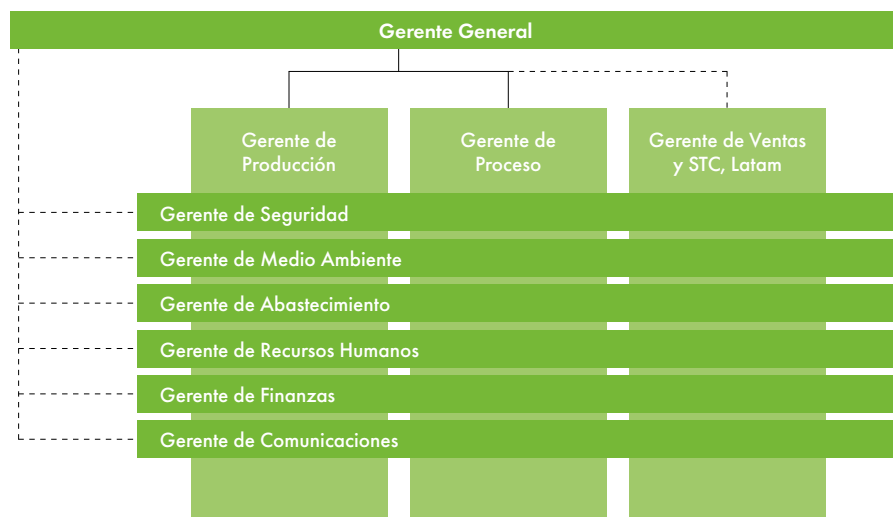 Gerente General
Gerente de
Producción
Gerente de
Proceso
Gerente de Ventas
y STC, Latam
Gerente de Seguridad
Gerente de Medio Ambiente
Gerente de Abastecimiento
Gerente de Recursos Humanos
Gerente de Finanzas
Gerente de Comunicaciones